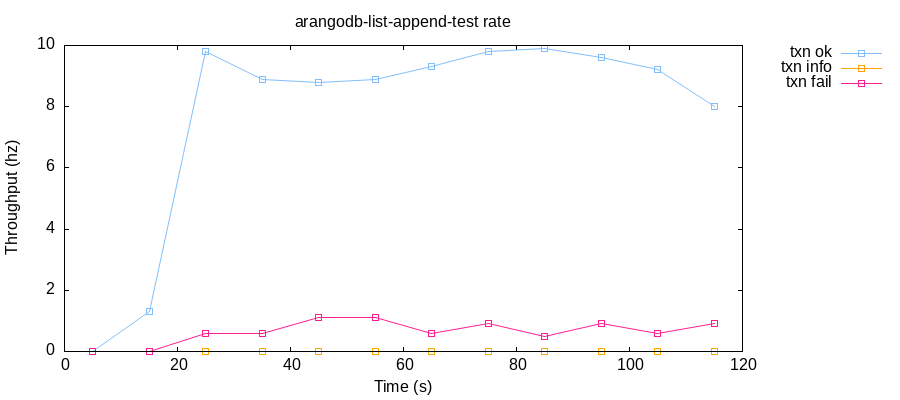 arangodb-list-append-test rate
Throughput (hz)
10
8
6
4
2
0
0 20 40 60 80 100 120
Time (s)
txn ok
txn info
txn fail